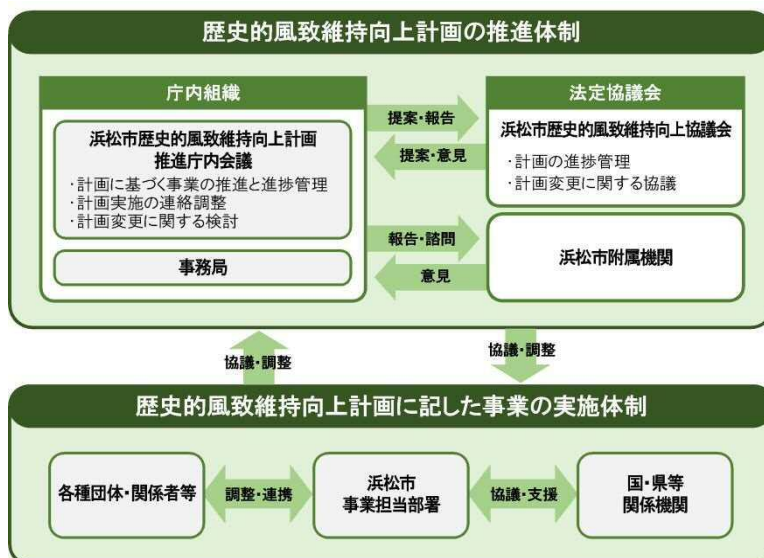 歴史的風致維持向上計画の推進体制
庁内組織
浜松市歴史的風致維持向上計画
推進庁内会議
・計画に基づく事業の推進と進捗管理
・計画実施の連絡調整
・計画変更に関する検討
事務局
提案・報告
提案・意見
報告・諮問
意見
法定協議会
浜松市歴史的風致維持向上協議会
・計画の進捗管理
・計画変更に関する協議
浜松市附属機関
協議・調整
協議・調整
歴史的風致維持向上計画に記した事業の実施体制
各種団体・関係者等
調整・連携
浜松市
事業担当部署
協議・支援
国・県等
関係機関